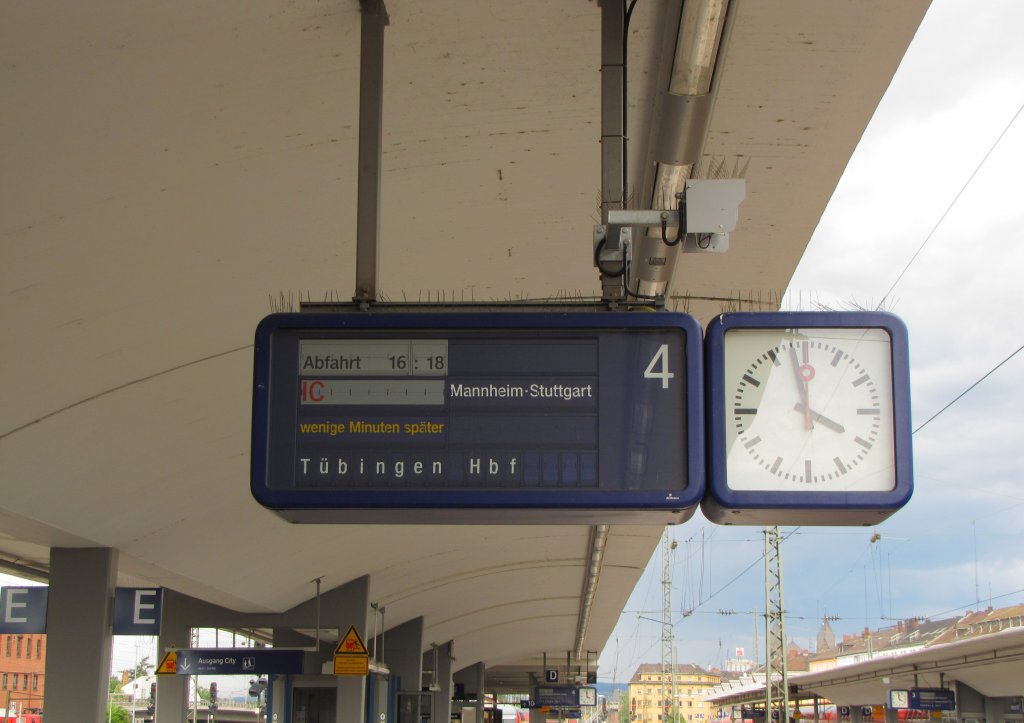 Abfahrt 16:18
4
IC Mannheim-Stuttgart
wenige Minuten später
Tübingen Hbf
E E
Ausgang City
D